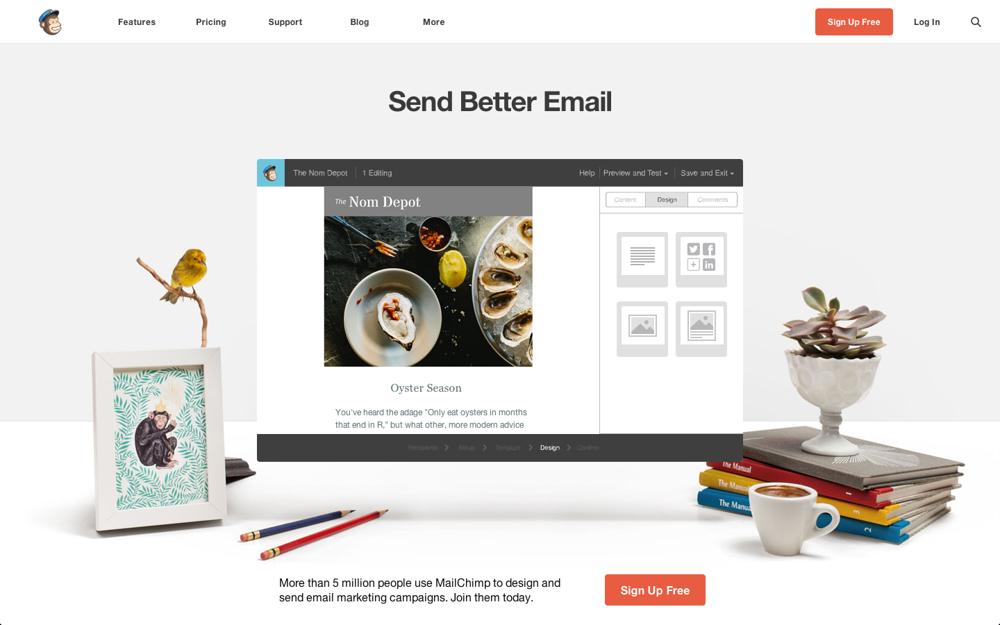 Features
Pricing
Support
Blog
More
Sign Up Free
Log In
Send Better Email
The Nom Depot
1 Editing
Help
Preview and Test
Save and Exit
The Nom Depot
Content
Design
Comments
Oyster Season
You've heard the adage "Only eat oysters in months
that end in R," but what other, more modern advice
Recipients
Setup
Template
Design
Confirm
The Manual
The Manual
The Manua
1
3
2
More than 5 million people use MailChimp to design and
send email marketing campaigns. Join them today.
Sign Up Free